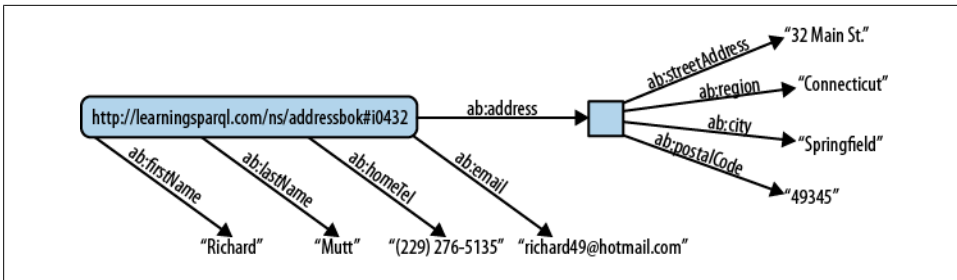 "32 Main St."
ab:streetAddress
ab:region
"Connecticut"
http://learningsparql.com/ns/addressbok#i0432
ab:address
ab:city
"Springfield"
ab:postalCode
"49345"
ab:firstName
ab:lastName
ab:homeTel
ab:email
"Richard"
"Mutt"
"(229) 276-5135"
"richard49@hotmail.com"